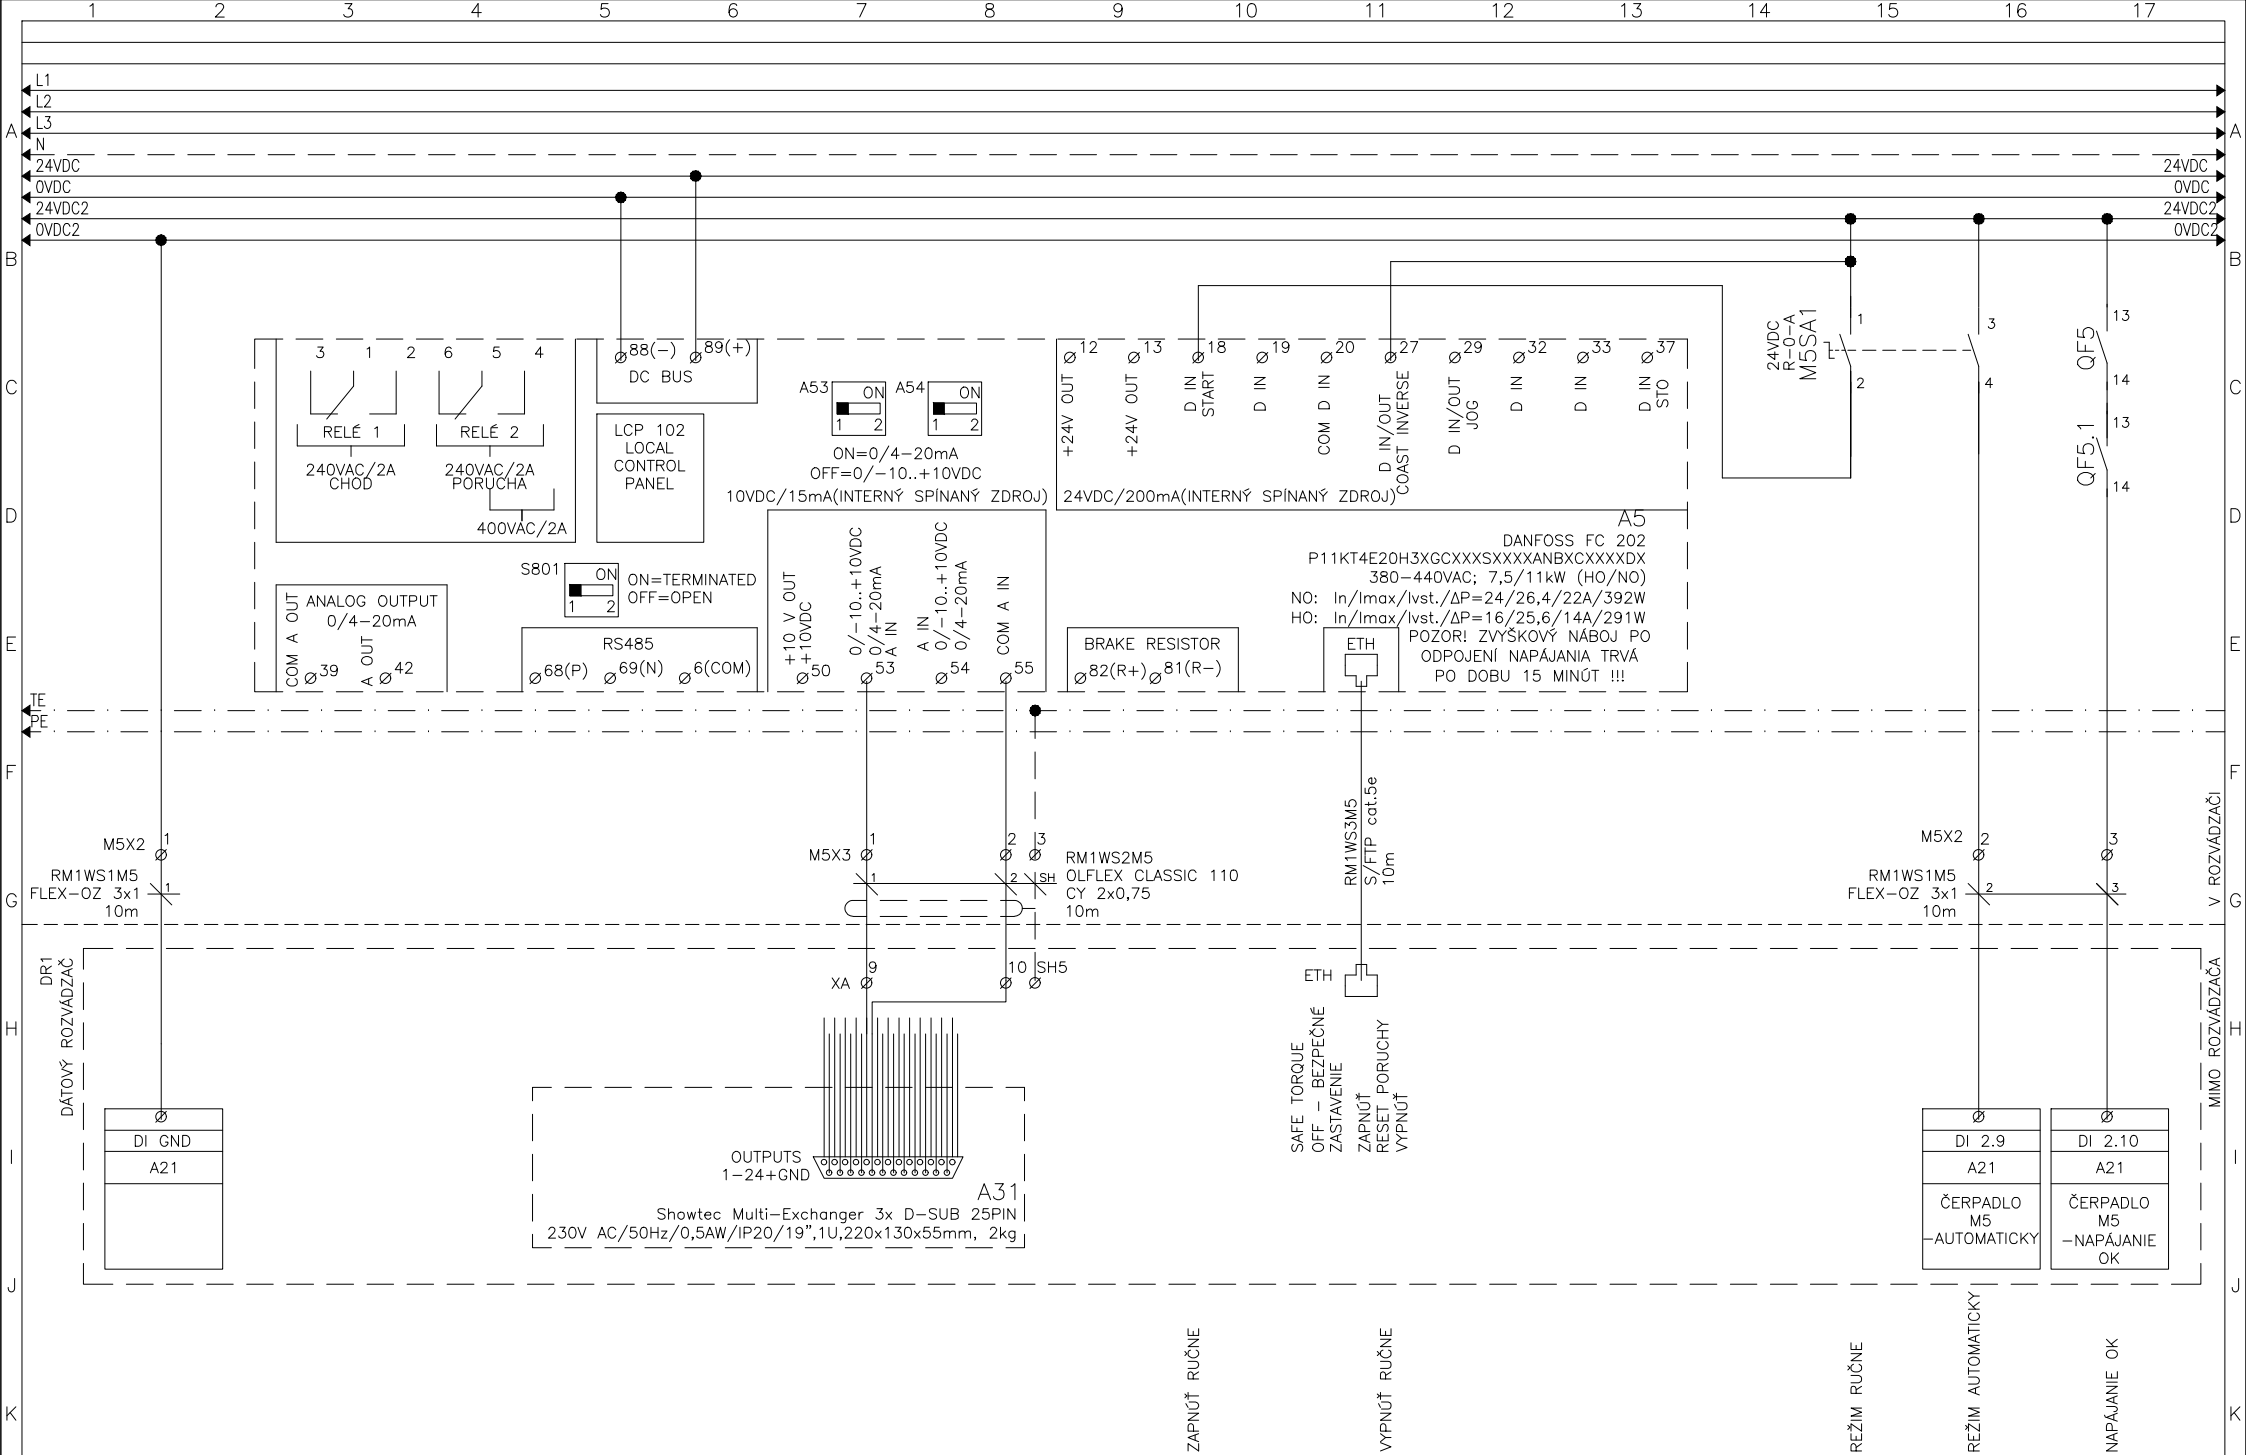 1 2 3 4 5 6 7 8 9 10 11 12 13 14 15 16 17
L1
L2
L3
A A
N
24VDC 24VDC
0VDC 0VDC
24VDC2 24VDC2
0VDC2 0VDC2
B B
3 1 2 6 5 4
RELÉ 1
240VAC/2A
CHOD
RELÉ 2
240VAC/2A
PORUCHA
400VAC/2A
88(-) 89(+)
DC BUS
LCP 102
LOCAL
CONTROL
PANEL
A53
ON
1 2
A54
ON
1 2
ON=0/4-20mA
OFF=0/-10..+10VDC
10VDC/15mA(INTERNÝ SPÍNANÝ ZDROJ)
12
+24V OUT
13
+24V OUT
18
D IN
START
19
D IN
20
COM D IN
27
D IN/OUT
COAST INVERSE
29
D IN/OUT
JOG
32
D IN
33
D IN
37
D IN
STO
24VDC/200mA(INTERNÝ SPÍNANÝ ZDROJ)
24VDC
R-0-A
M5SA1
1
2
3
4
QF5
13
14
QF5.1
13
14
C C
D D
A5
DANFOSS FC 202
P11KT4E20H3XGCXXXSXXXXANBXCXXXXDX
380-440VAC; 7,5/11kW (HO/NO)
NO: In/Imax/Ivst./ΔP=24/26,4/22A/392W
HO: In/Imax/Ivst./ΔP=16/25,6/14A/291W
POZOR! ZVYŠKOVÝ NÁBOJ PO
ODPOJENÍ NAPÁJANIA TRVÁ
PO DOBU 15 MINÚT !!!
S801
ON
1 2
ON=TERMINATED
OFF=OPEN
COM A OUT
ANALOG OUTPUT
0/4-20mA
A OUT
39 42
RS485
68(P) 69(N) 6(COM)
+10 V OUT
+10VDC
50
0/-10..+10VDC
0/4-20mA
A IN
53
A IN
0/-10..+10VDC
0/4-20mA
54
COM A IN
55
BRAKE RESISTOR
82(R+) 81(R-)
ETH
E E
TE
PE
F F
M5X2
1
RM1WS1M5
FLEX-OZ 3x1
10m
1
M5X3
1 2 3
1 2 SH
RM1WS2M5
OLFLEX CLASSIC 110
CY 2x0,75
10m
RM1WS3M5
S/FTP cat.5e
10m
M5X2
2 3
RM1WS1M5
FLEX-OZ 3x1
10m
2 3
V ROZVÁDZAČI
G G
DR1
DÁTOVÝ ROZVÁDZAČ
XA
9 10 SH5
ETH
MIMO ROZVÁDZAČA
H H
SAFE TORQUE
OFF - BEZPEČNÉ
ZASTAVENIE
ZAPNÚŤ
RESET PORUCHY
VYPNÚŤ
DI GND
A21
OUTPUTS
1-24+GND
A31
Showtec Multi-Exchanger 3x D-SUB 25PIN
230V AC/50Hz/0,5AW/IP20/19",1U,220x130x55mm, 2kg
DI 2.9
A21
ČERPADLO
M5
-AUTOMATICKY
DI 2.10
A21
ČERPADLO
M5
-NAPÁJANIE
OK
I I
J J
ZAPNÚŤ RUČNE
VYPNÚŤ RUČNE
REŽIM RUČNE
REŽIM AUTOMATICKY
NAPÁJANIE OK
K K